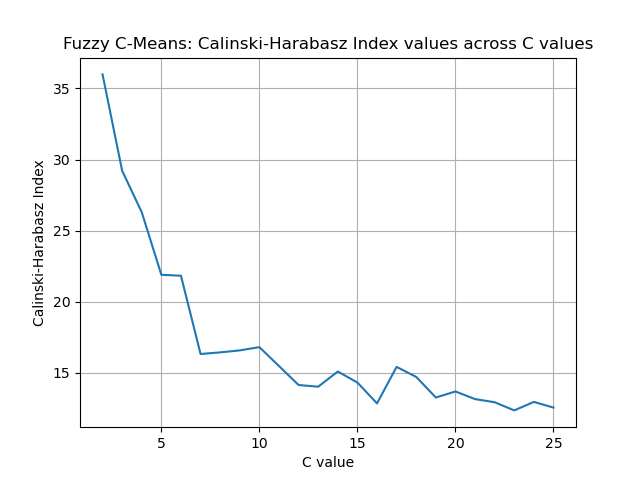 Fuzzy C-Means: Calinski-Harabasz Index values across C values
Calinski-Harabasz Index
35
30
25
20
15
5 10 15 20 25
C value